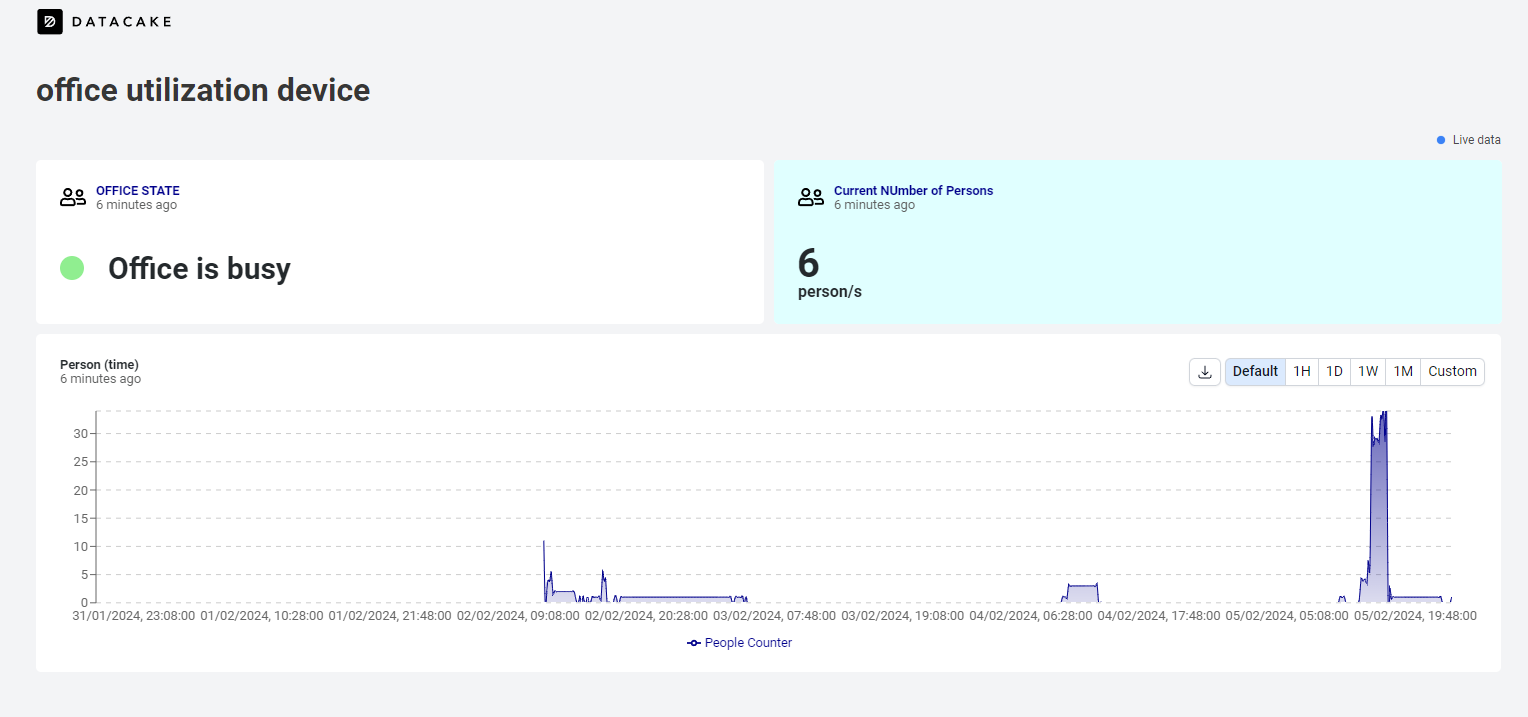 DATACAKE
office utilization device
Live data
OFFICE STATE
6 minutes ago
Office is busy
Current NUmber of Persons
6 minutes ago
6
person/s
Person (time)
6 minutes ago
Default 1H 1D 1W 1M Custom
30
25
20
15
10
5
0
31/01/2024, 23:08:00 01/02/2024, 10:28:00 01/02/2024, 21:48:00 02/02/2024, 09:08:00 02/02/2024, 20:28:00 03/02/2024, 07:48:00 03/02/2024, 19:08:00 04/02/2024, 06:28:00 04/02/2024, 17:48:00 05/02/2024, 05:08:00 05/02/2024, 19:48:00
People Counter